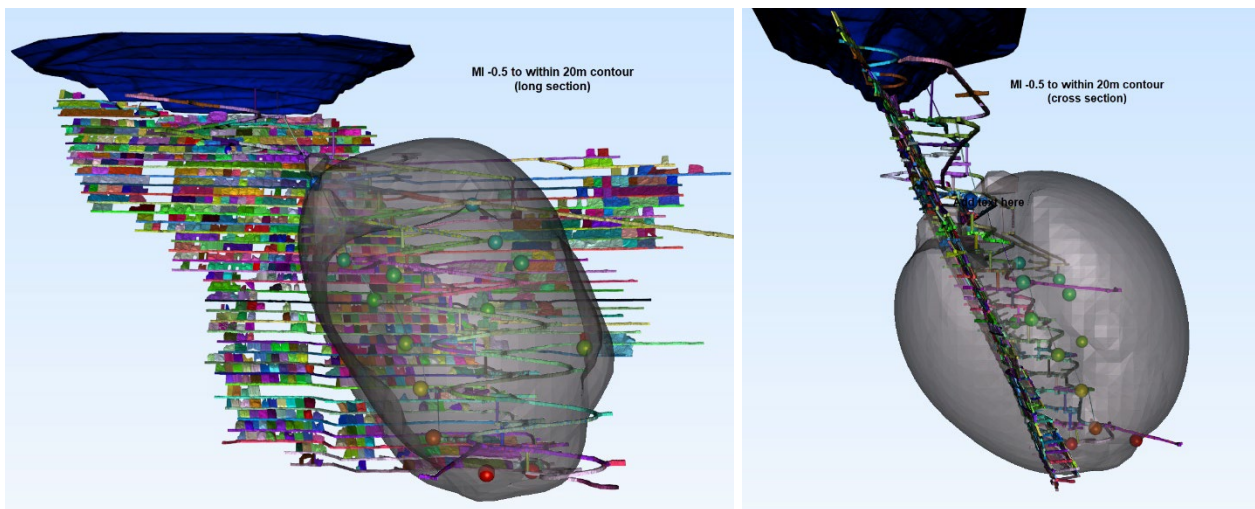 MI -0.5 to within 20m contour
(long section)
MI -0.5 to within 20m contour
(cross section)
Add text here